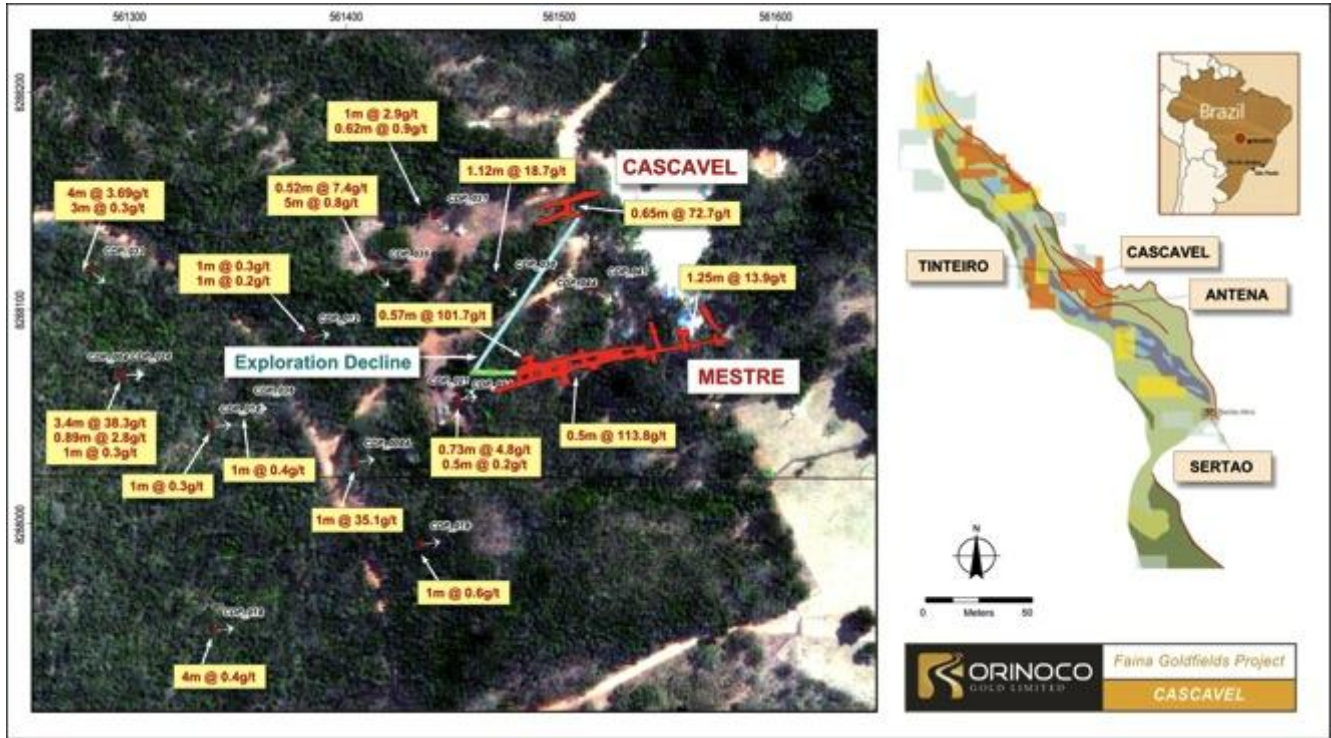 561300
561400
561500
561600
8288200
8288100
8288000
1m @ 2.9g/t
0.62m @ 0.9g/t
1.12m @ 18.7g/t
CASCAVEL
4m @ 3.69g/t
3m @ 0.3g/t
0.52m @ 7.4g/t
5m @ 0.8g/t
0.65m @ 72.7g/t
1m @ 0.3g/t
1m @ 0.2g/t
1.25m @ 13.9g/t
0.57m @ 101.7g/t
Exploration Decline
MESTRE
3.4m @ 38.3g/t
0.89m @ 2.8g/t
1m @ 0.3g/t
0.73m @ 4.8g/t
0.5m @ 0.2g/t
0.5m @ 113.8g/t
1m @ 0.4g/t
1m @ 0.3g/t
1m @ 35.1g/t
CDP_019
1m @ 0.6g/t
CDP_018
4m @ 0.4g/t
Brazil
CASCAVEL
TINTEIRO
ANTENA
SERTAO
N
0 Meters 50
ORINOCO
GOLD LIMITED
Faina Goldfields Project
CASCAVEL